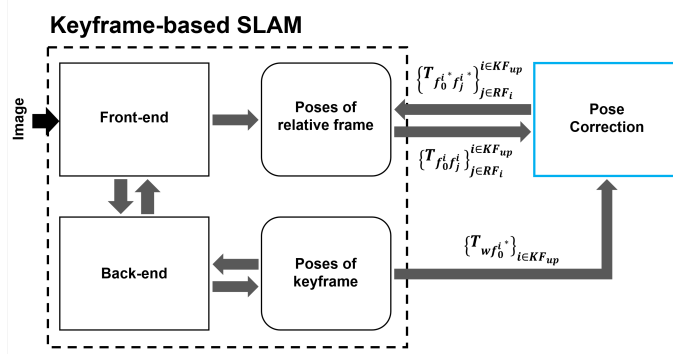 Keyframe-based SLAM
Image
Front-end
Poses of
relative frame
{T_{f_0^{i*} f_j^{i*}}}_{j∈RF_i}^{i∈KF_{up}}
{T_{f_0^i f_j^i}}_{j∈RF_i}^{i∈KF_{up}}
Pose
Correction
Back-end
Poses of
keyframe
{T_{wf_0^{i*}}}_{i∈KF_{up}}